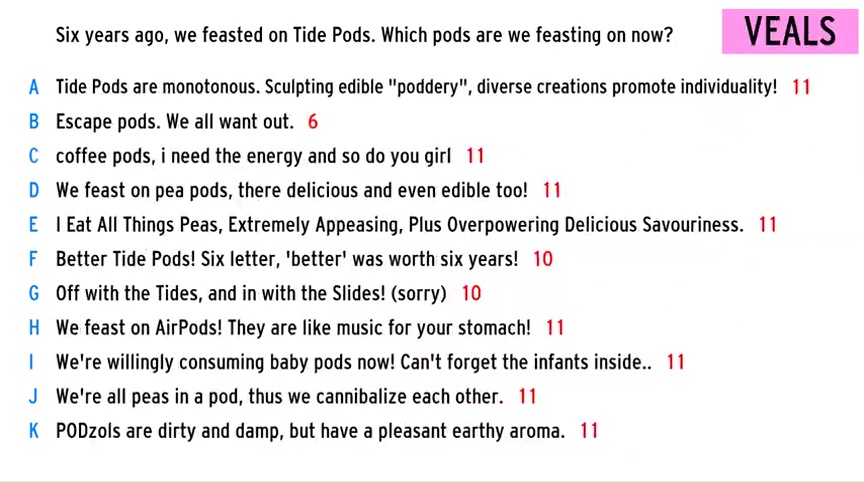 Six years ago, we feasted on Tide Pods. Which pods are we feasting on now?
VEALS
A Tide Pods are monotonous. Sculpting edible "poddery", diverse creations promote individuality! 11
B Escape pods. We all want out. 6
C coffee pods, i need the energy and so do you girl 11
D We feast on pea pods, there delicious and even edible too! 11
E I Eat All Things Peas, Extremely Appeasing, Plus Overpowering Delicious Savouriness. 11
F Better Tide Pods! Six letter, 'better' was worth six years! 10
G Off with the Tides, and in with the Slides! (sorry) 10
H We feast on AirPods! They are like music for your stomach! 11
I We're willingly consuming baby pods now! Can't forget the infants inside.. 11
J We're all peas in a pod, thus we cannibalize each other. 11
K PODzols are dirty and damp, but have a pleasant earthy aroma. 11